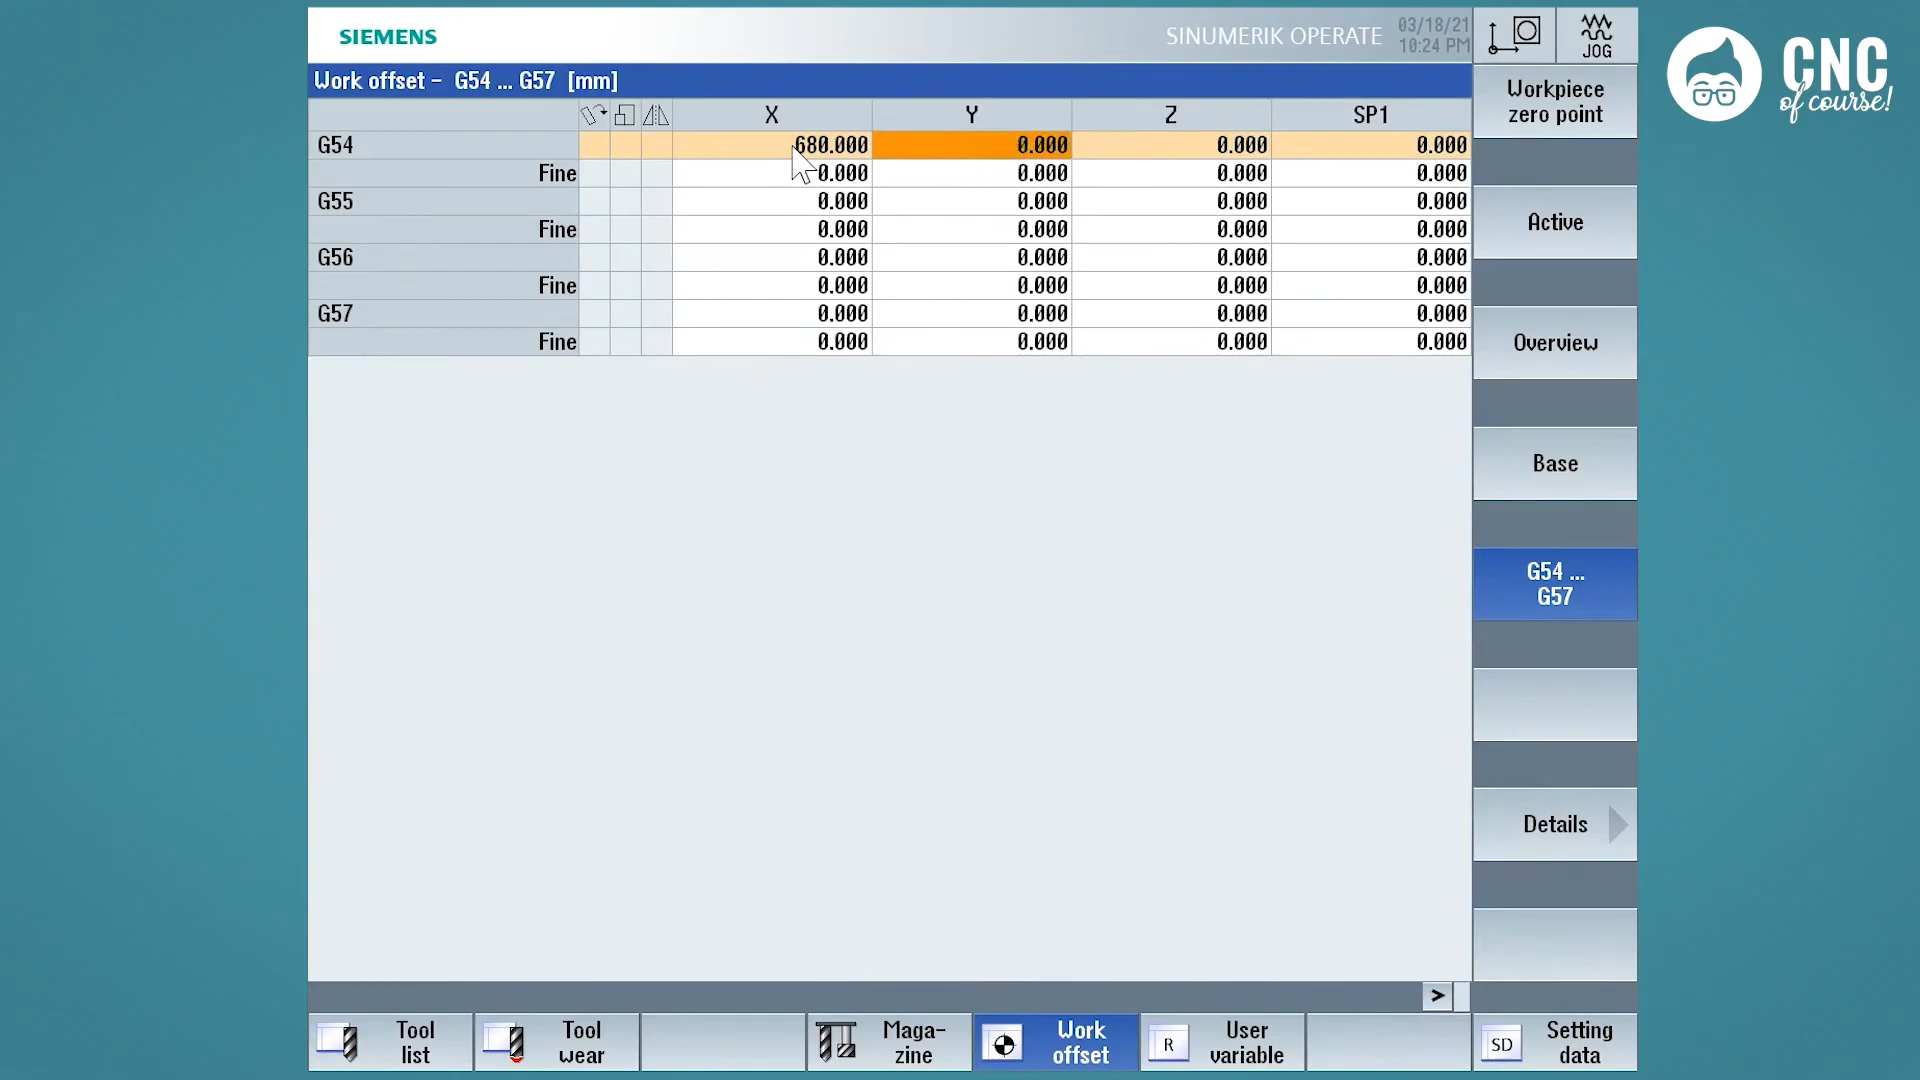 SIEMENS
SINUMERIK OPERATE
03/18/21
10:24 PM
JOG
CNC
of course!
Work offset - G54 ... G57 [mm]
X Y Z SP1
G54 680.000 0.000 0.000 0.000
Fine 0.000 0.000 0.000 0.000
G55 0.000 0.000 0.000 0.000
Fine 0.000 0.000 0.000 0.000
G56 0.000 0.000 0.000 0.000
Fine 0.000 0.000 0.000 0.000
G57 0.000 0.000 0.000 0.000
Fine 0.000 0.000 0.000 0.000
Workpiece
zero point
Active
Overview
Base
G54 ...
G57
Details
>
Tool
list
Tool
wear
Maga-
zine
Work
offset
R
User
variable
SD
Setting
data